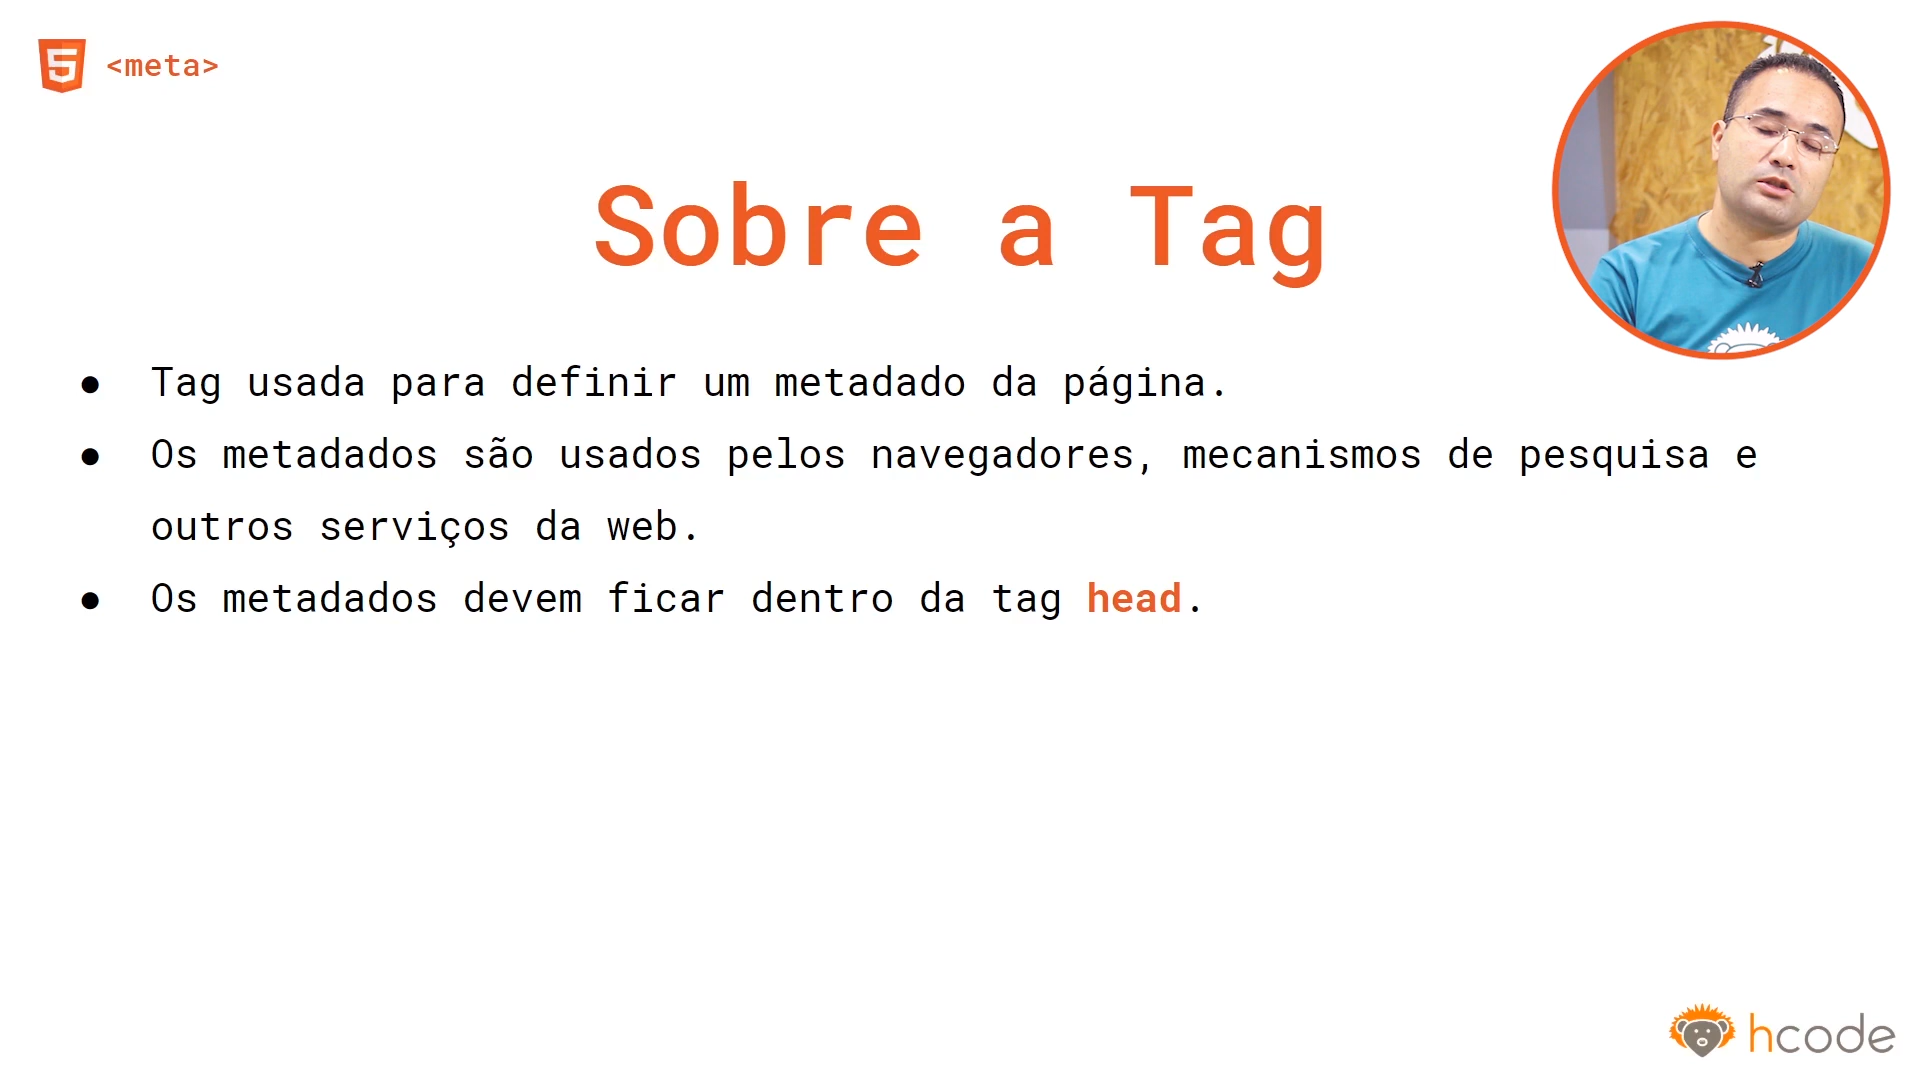 <meta>
Sobre a Tag
● Tag usada para definir um metadado da página.
● Os metadados são usados pelos navegadores, mecanismos de pesquisa e
outros serviços da web.
● Os metadados devem ficar dentro da tag head.
hcode